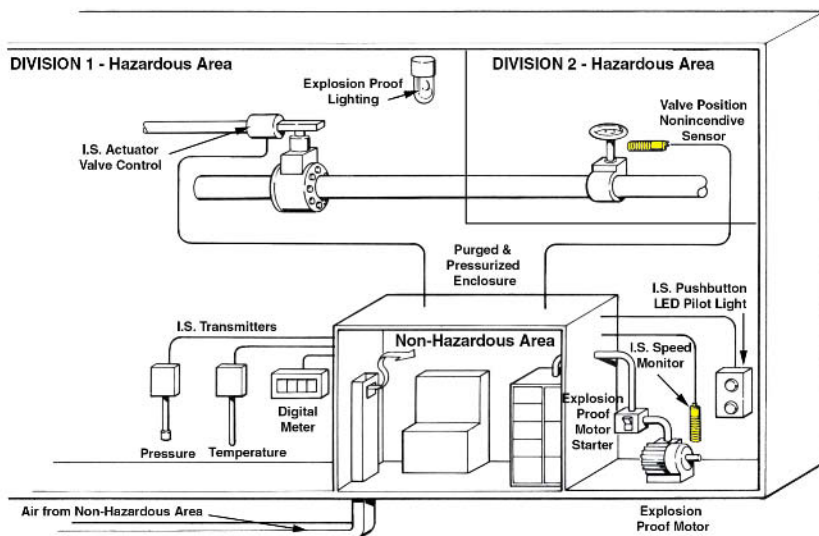 DIVISION 1 - Hazardous Area
DIVISION 2 - Hazardous Area
Explosion Proof
Lighting
Valve Position
Nonincendive
Sensor
I.S. Actuator
Valve Control
Purged &
Pressurized
Enclosure
I.S. Pushbutton
LED Pilot Light
I.S. Transmitters
Non-Hazardous Area
I.S. Speed
Monitor
Digital
Meter
Explosion
Proof
Motor
Starter
Pressure
Temperature
Air from Non-Hazardous Area
Explosion
Proof Motor